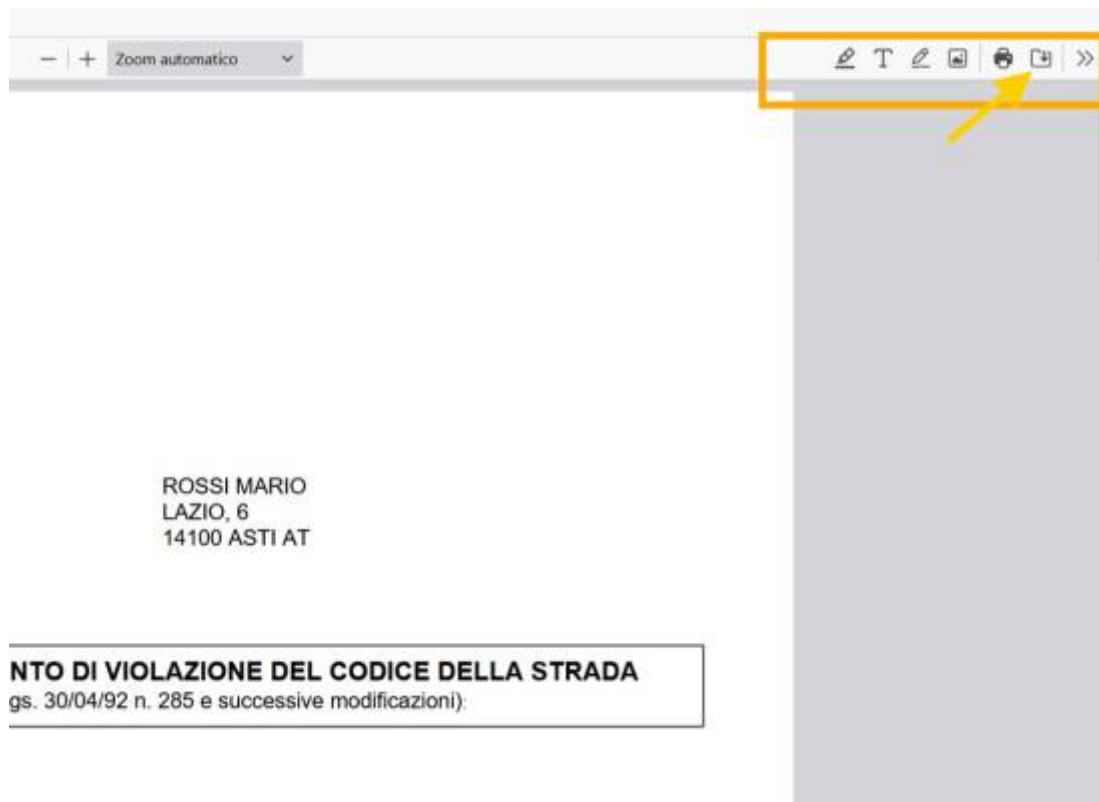 Zoom automatico
ROSSI MARIO
LAZIO, 6
14100 ASTI AT
NTO DI VIOLAZIONE DEL CODICE DELLA STRADA
gs. 30/04/92 n. 285 e successive modificazioni):